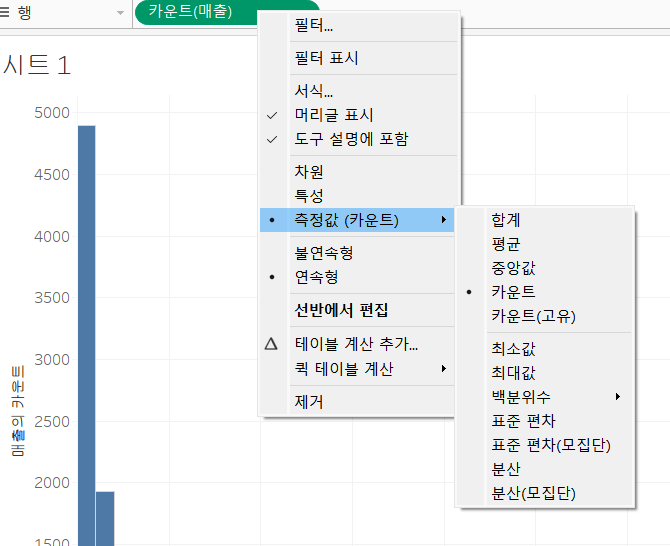 행
카운트(매출)
시트 1
5000
4500
4000
3500
3000
2500
2000
1500
매출의 카운트
필터...
필터 표시
서식...
머리글 표시
도구 설명에 포함
차원
특성
측정값 (카운트)
불연속형
연속형
선반에서 편집
테이블 계산 추가...
퀵 테이블 계산
제거
합계
평균
중앙값
카운트
카운트(고유)
최소값
최대값
백분위수
표준 편차
표준 편차(모집단)
분산
분산(모집단)